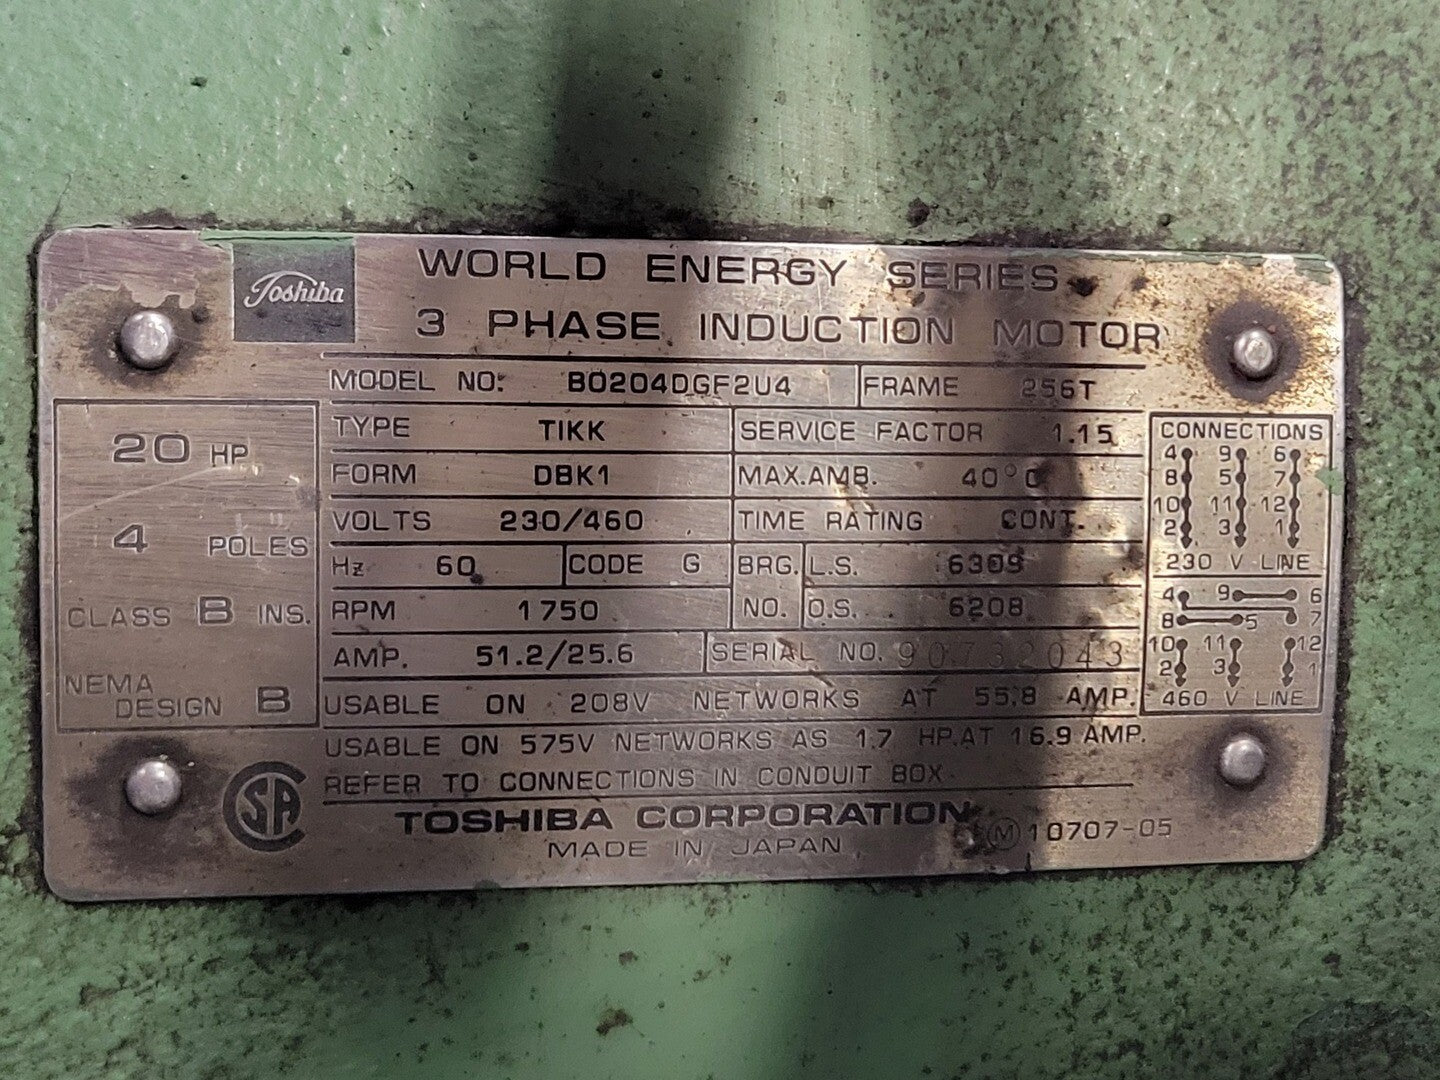 Toshiba
WORLD ENERGY SERIES
3 PHASE INDUCTION MOTOR
MODEL NO. B0204DGF2U4 FRAME 256T
20 HP
4 POLES
CLASS B INS.
NEMA
DESIGN B
TYPE TIKK SERVICE FACTOR 1.15
FORM DBK1 MAX.AMB. 40°C
VOLTS 230/460 TIME RATING CONT.
Hz 60 CODE G BRG. L.S. 6309
RPM 1750 NO. O.S. 6208
AMP. 51.2/25.6 SERIAL NO. 90732043
USABLE ON 208V NETWORKS AT 55.8 AMP.
USABLE ON 575V NETWORKS AS 1.7 HP.AT 16.9 AMP.
REFER TO CONNECTIONS IN CONDUIT BOX
CONNECTIONS
4 9 6
8 5 7
10 11 12
2 3 1
230 V LINE
4 9 6
8 5 7
10 11 12
2 3 1
460 V LINE
SA
TOSHIBA CORPORATION
MADE IN JAPAN
M 10707-05